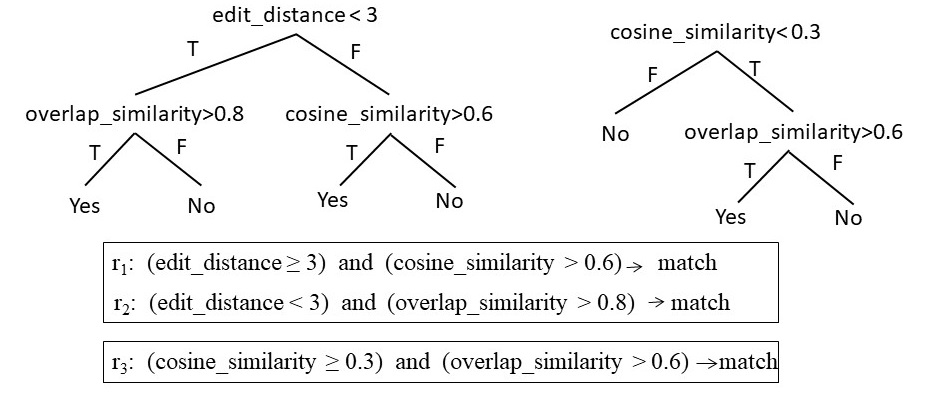 edit_distance < 3
T F
overlap_similarity>0.8 cosine_similarity>0.6
T F T F
Yes No Yes No
cosine_similarity<0.3
F T
No overlap_similarity>0.6
T F
Yes No
r₁: (edit_distance ≥ 3) and (cosine_similarity > 0.6) → match
r₂: (edit_distance < 3) and (overlap_similarity > 0.8) → match
r₃: (cosine_similarity ≥ 0.3) and (overlap_similarity > 0.6) →match